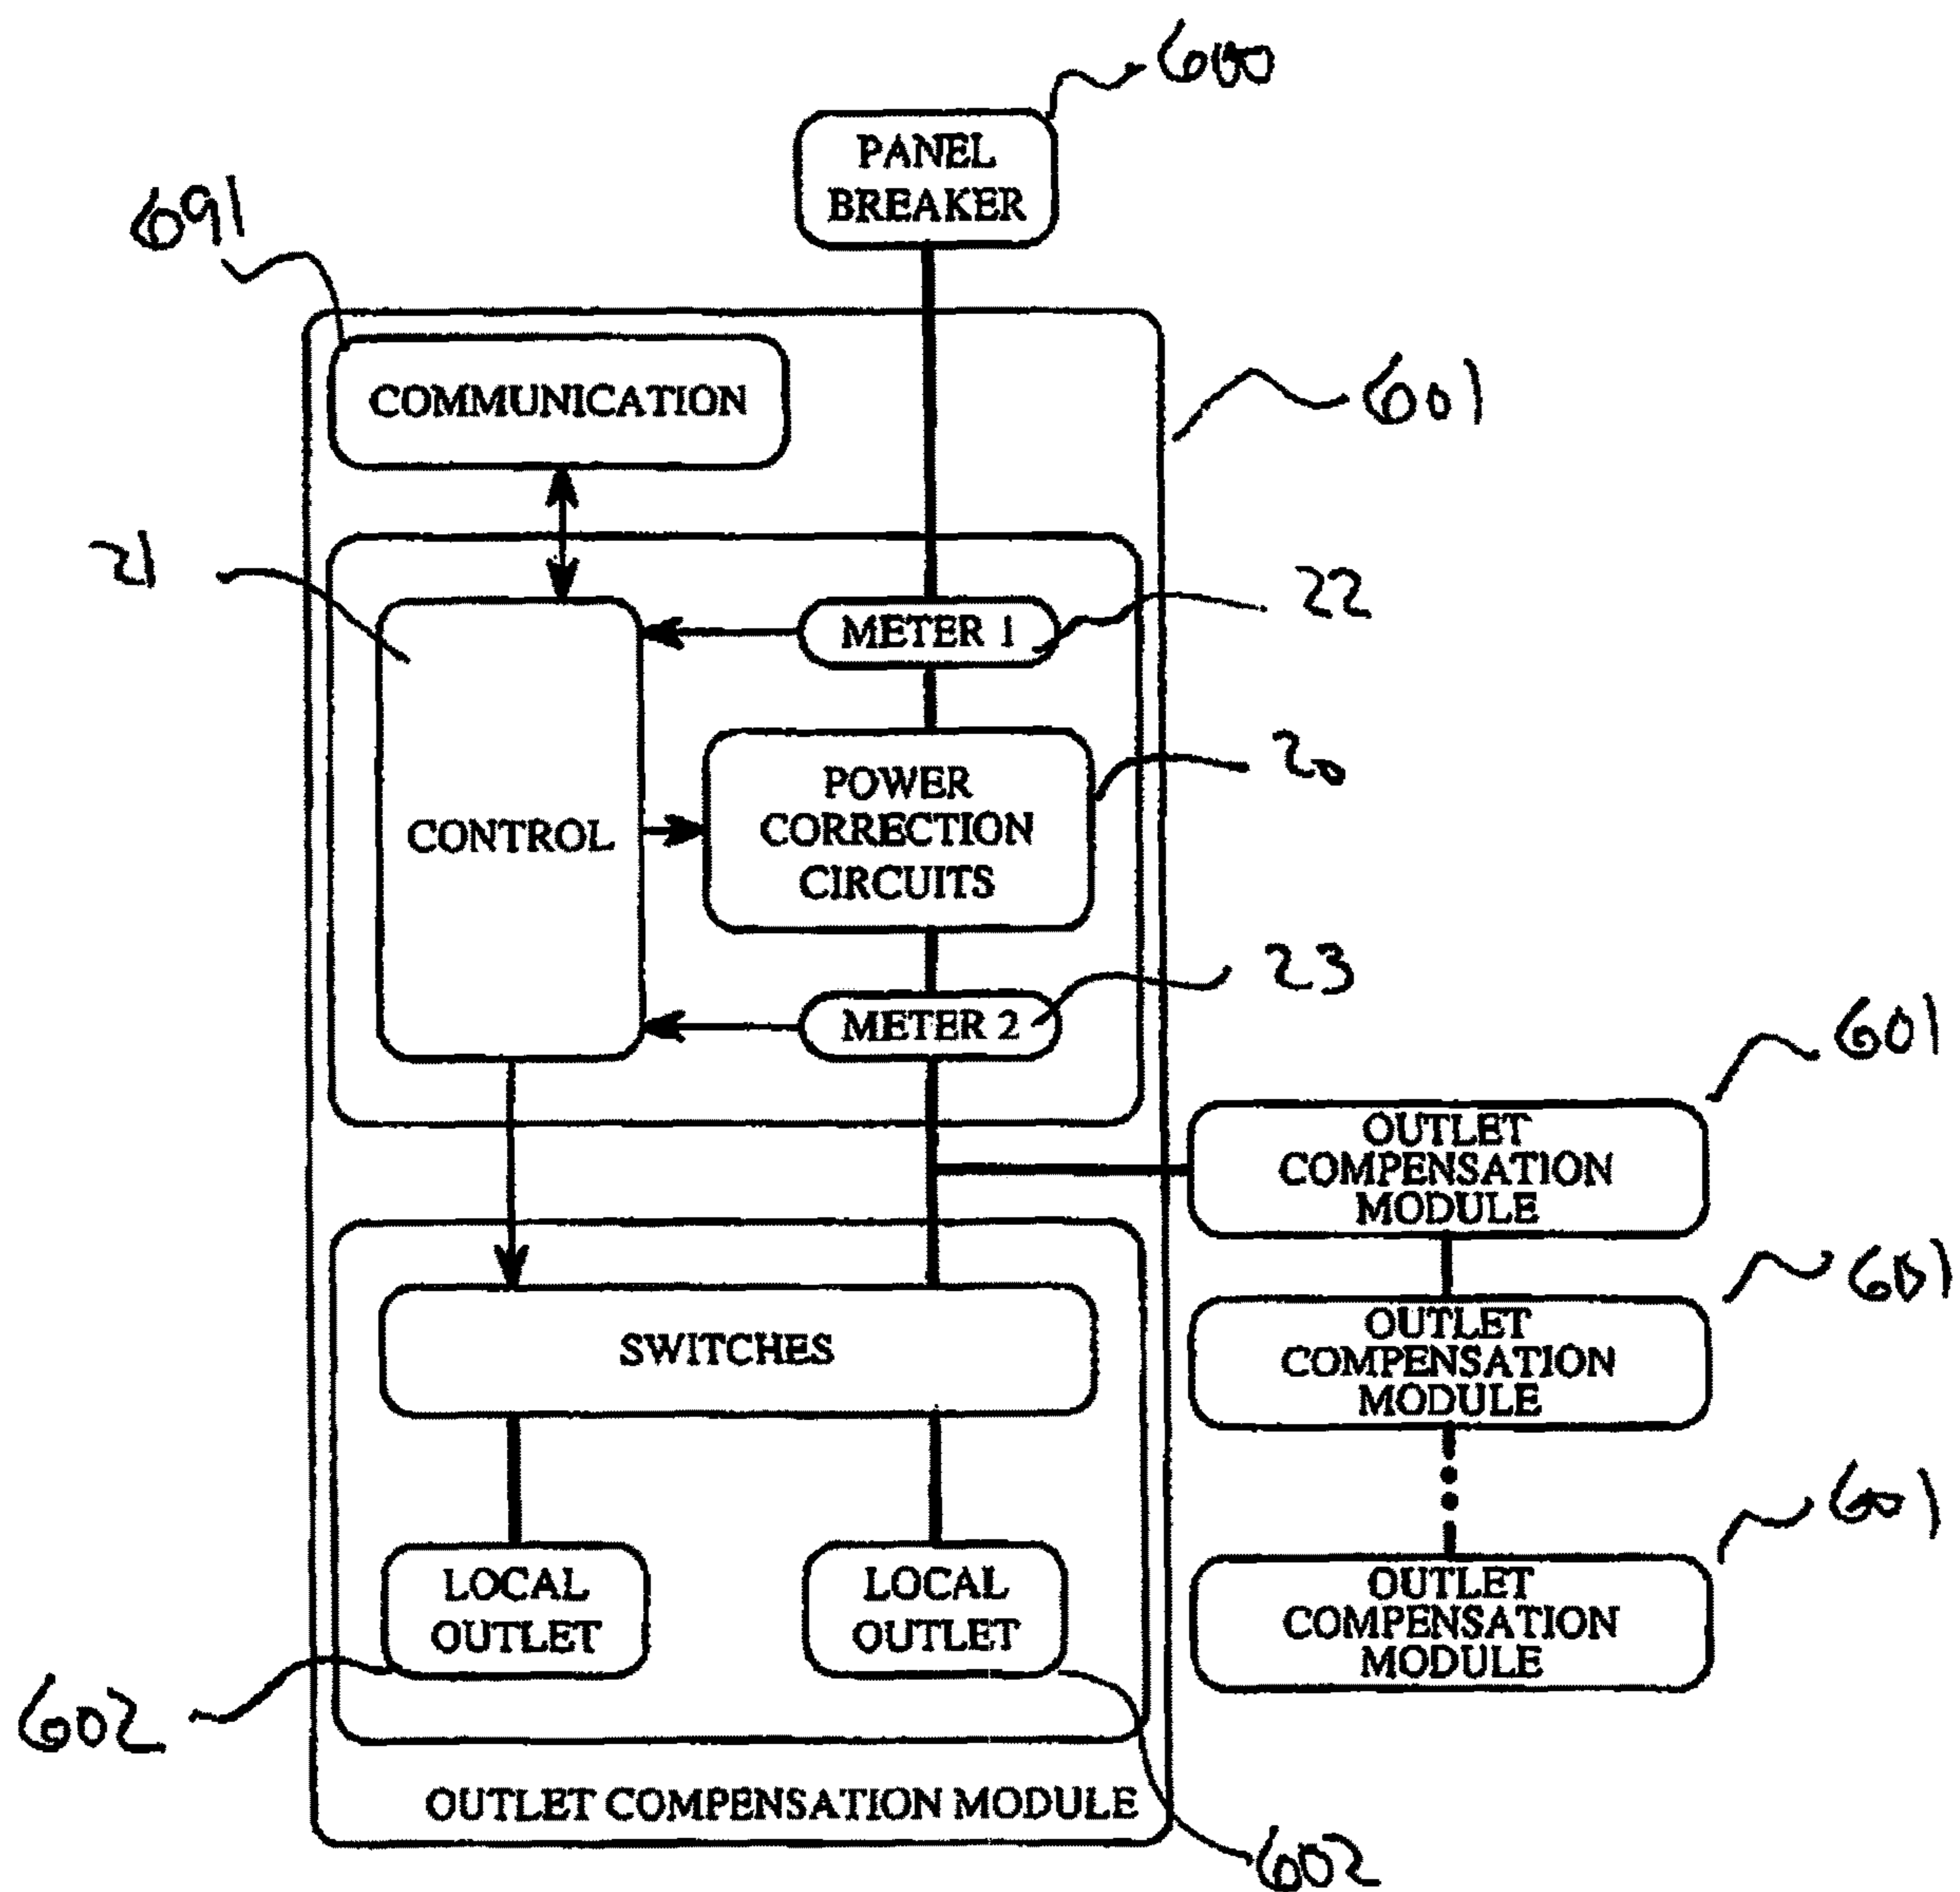 600
PANEL
BREAKER
691
COMMUNICATION
601
21
METER 1
22
POWER
CORRECTION
CIRCUITS
20
CONTROL
METER 2
23
601
OUTLET
COMPENSATION
MODULE
601
OUTLET
COMPENSATION
MODULE
SWITCHES
601
OUTLET
COMPENSATION
MODULE
LOCAL
OUTLET
LOCAL
OUTLET
602
OUTLET COMPENSATION MODULE
602